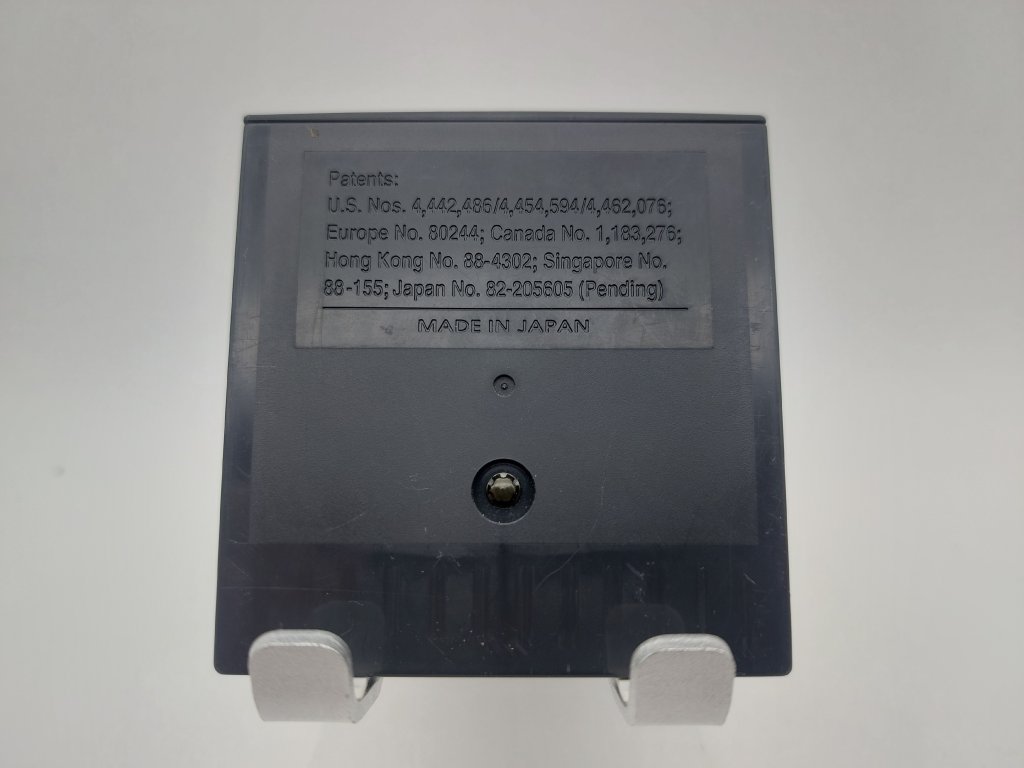 Patents:
U.S. Nos. 4,442,486/4,454,594/4,462,076;
Europe No. 80244; Canada No. 1,183,276;
Hong Kong No. 88-4302; Singapore No.
88-155; Japan No. 82-205605 (Pending)
MADE IN JAPAN